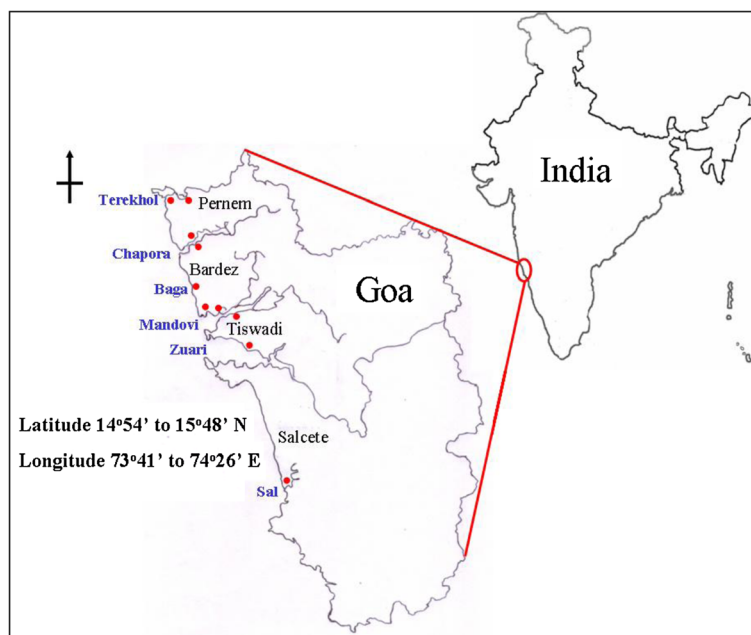 India
Terekhol
Pernem
Chapora
Bardez
Baga
Goa
Mandovi
Tiswadi
Zuari
Latitude 14º54’ to 15º48’ N
Salcete
Longitude 73º41’ to 74º26’ E
Sal